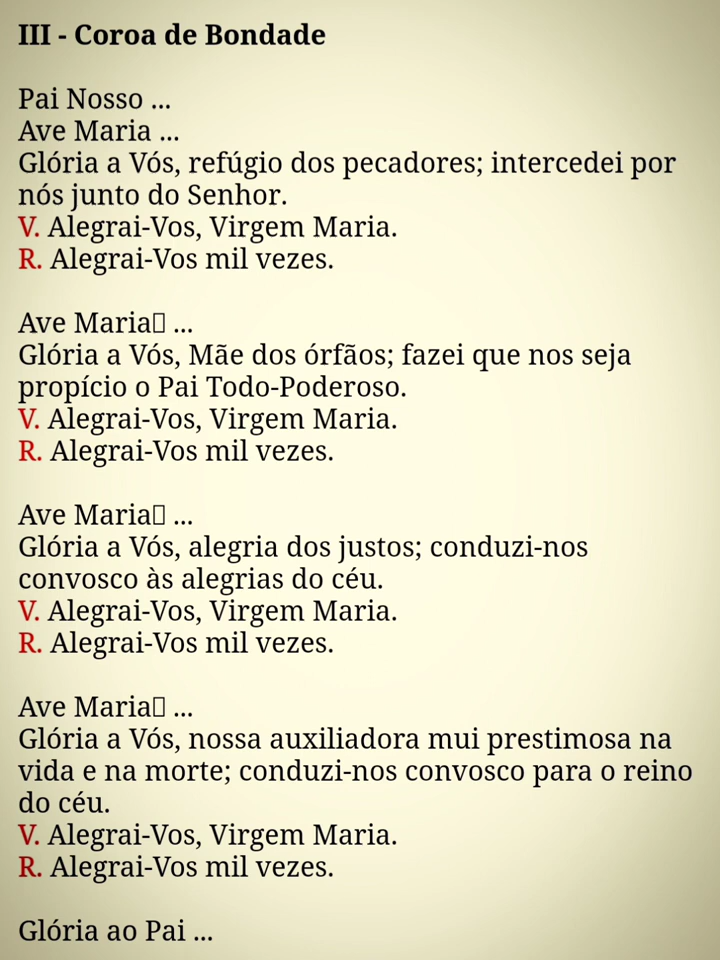 III - Coroa de Bondade
Pai Nosso ...
Ave Maria ...
Glória a Vós, refúgio dos pecadores; intercedei por
nós junto do Senhor.
V. Alegrai-Vos, Virgem Maria.
R. Alegrai-Vos mil vezes.
Ave Maria▯ ...
Glória a Vós, Mãe dos órfãos; fazei que nos seja
propício o Pai Todo-Poderoso.
V. Alegrai-Vos, Virgem Maria.
R. Alegrai-Vos mil vezes.
Ave Maria▯ ...
Glória a Vós, alegria dos justos; conduzi-nos
convosco às alegrias do céu.
V. Alegrai-Vos, Virgem Maria.
R. Alegrai-Vos mil vezes.
Ave Maria▯ ...
Glória a Vós, nossa auxiliadora mui prestimosa na
vida e na morte; conduzi-nos convosco para o reino
do céu.
V. Alegrai-Vos, Virgem Maria.
R. Alegrai-Vos mil vezes.
Glória ao Pai ...